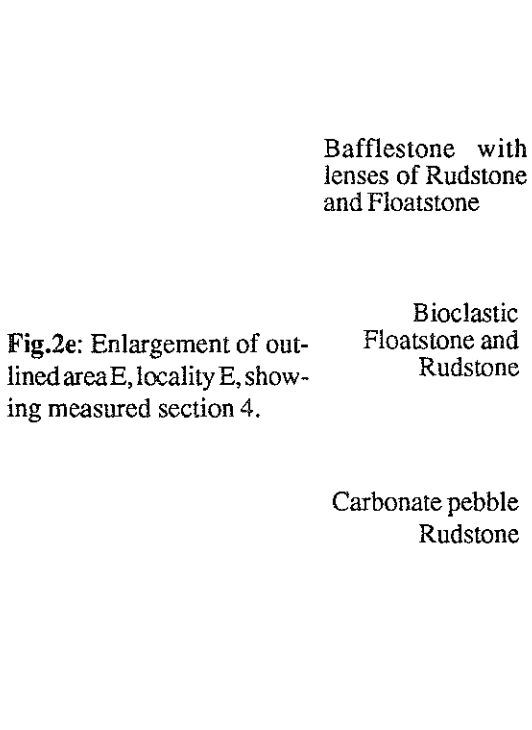 Bafflestone with
lenses of Rudstone
and Floatstone
Bioclastic
Floatstone and
Rudstone
Fig.2e: Enlargement of out-
lined area E, locality E, show-
ing measured section 4.
Carbonate pebble
Rudstone